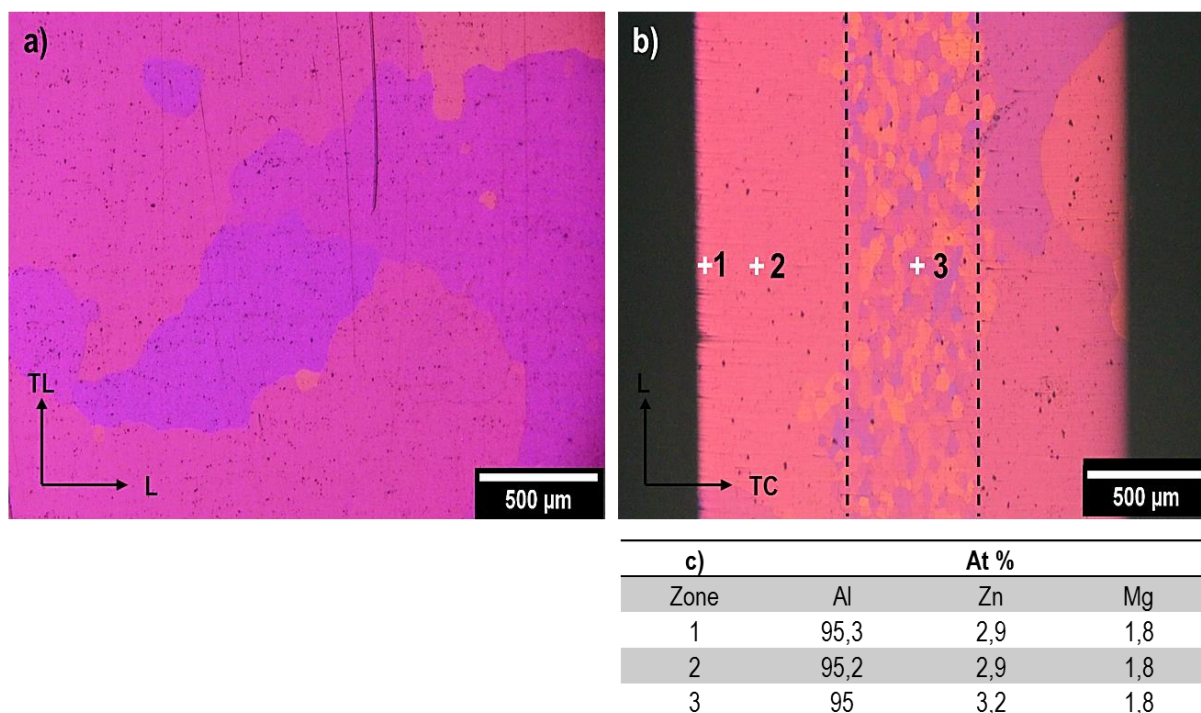 a)
TL
L
500 µm
b)
+1
+2
+3
L
TC
500 µm
c) At %
Zone Al Zn Mg
1 95,3 2,9 1,8
2 95,2 2,9 1,8
3 95 3,2 1,8